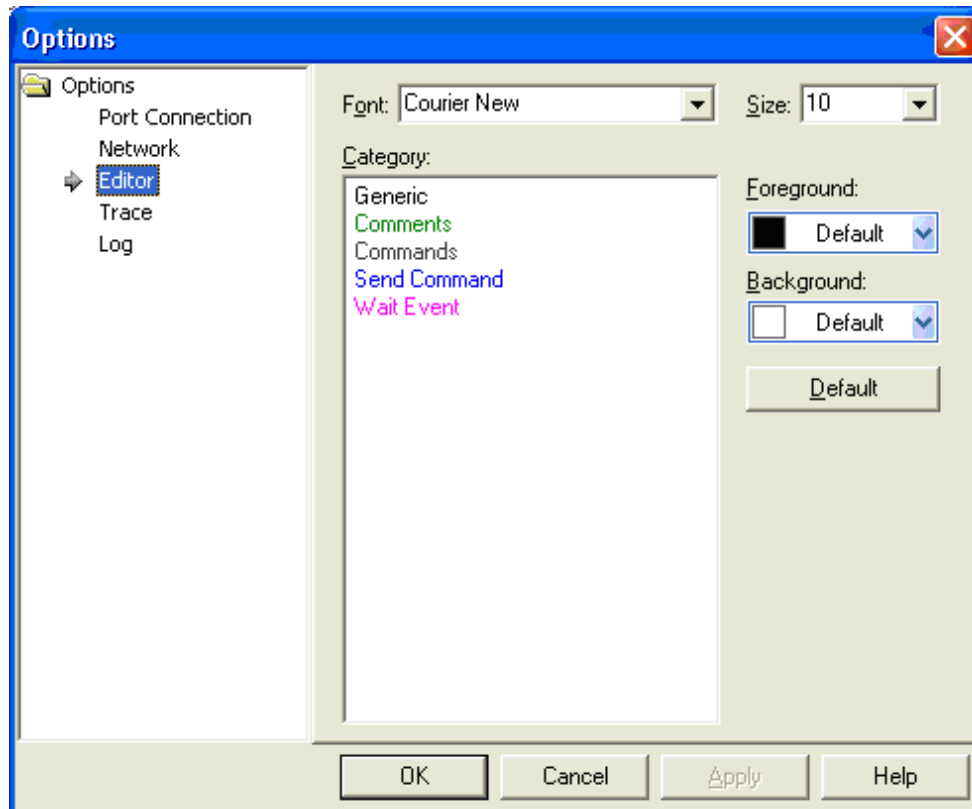 Options
Options
Port Connection
Network
Editor
Trace
Log
Font: Courier New
Size: 10
Category:
Generic
Comments
Commands
Send Command
Wait Event
Foreground:
Default
Background:
Default
Default
OK
Cancel
Apply
Help